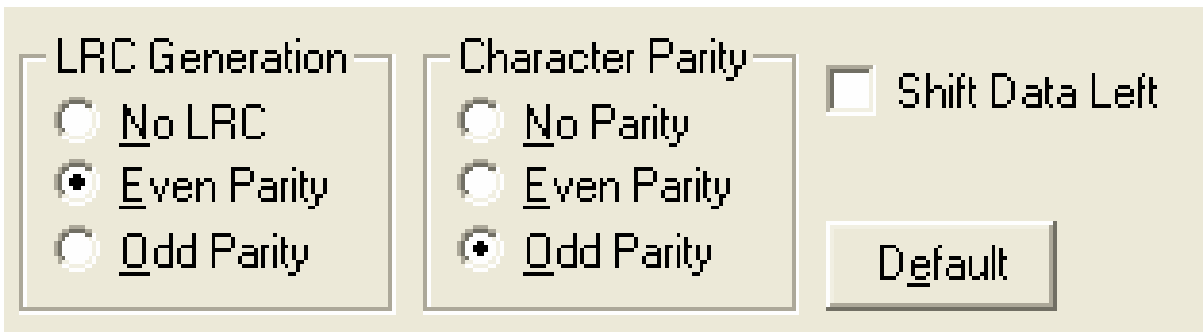 LRC Generation
No LRC
Even Parity
Odd Parity
Character Parity
No Parity
Even Parity
Odd Parity
Shift Data Left
Default